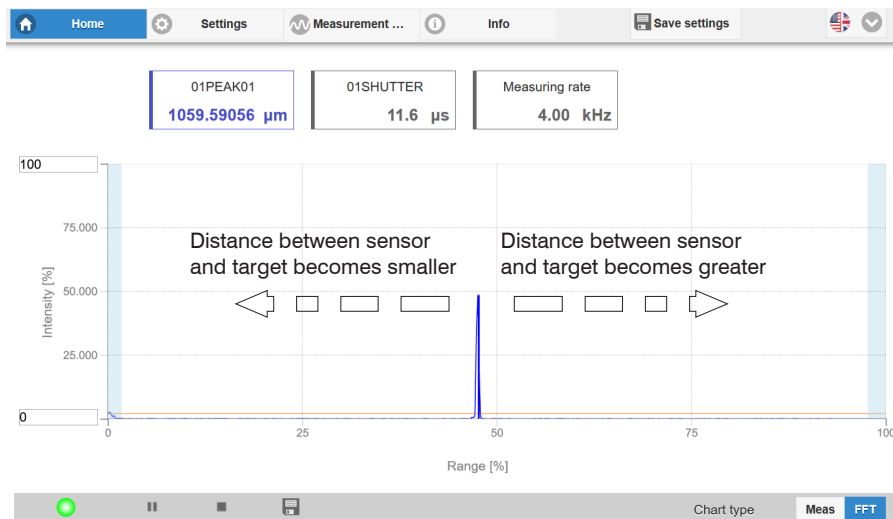 Home
Settings
Measurement ...
Info
Save settings
01PEAK01
1059.59056 µm
01SHUTTER
11.6 µs
Measuring rate
4.00 kHz
100
75.000
50.000
25.000
0
Intensity [%]
Distance between sensor
and target becomes smaller
Distance between sensor
and target becomes greater
0
25
50
75
100
Range [%]
Chart type
Meas
FFT